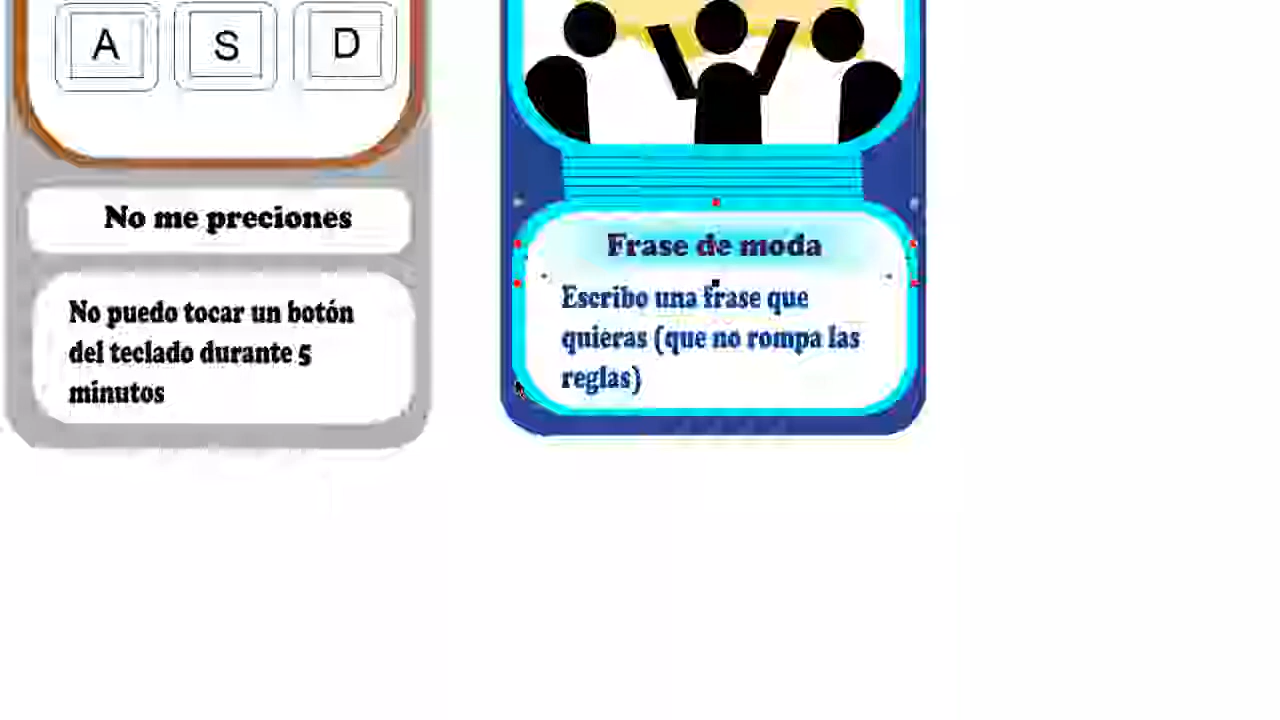 A S D
No me preciones
No puedo tocar un botón
del teclado durante 5
minutos
Frase de moda
Escribo una frase que
quieras (que no rompa las
reglas)